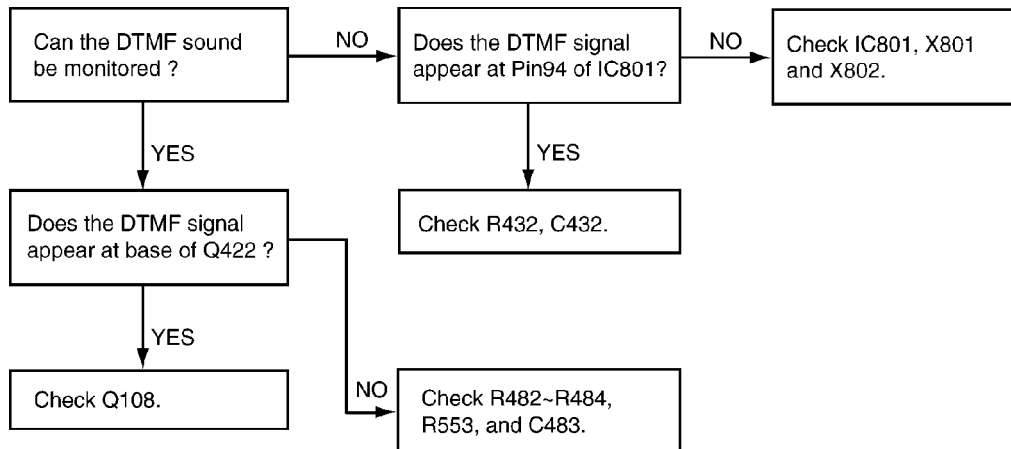 Can the DTMF sound
be monitored ?
NO
Does the DTMF signal
appear at Pin94 of IC801?
NO
Check IC801, X801
and X802.
YES
YES
Does the DTMF signal
appear at base of Q422 ?
Check R432, C432.
YES
NO
Check Q108.
Check R482~R484,
R553, and C483.